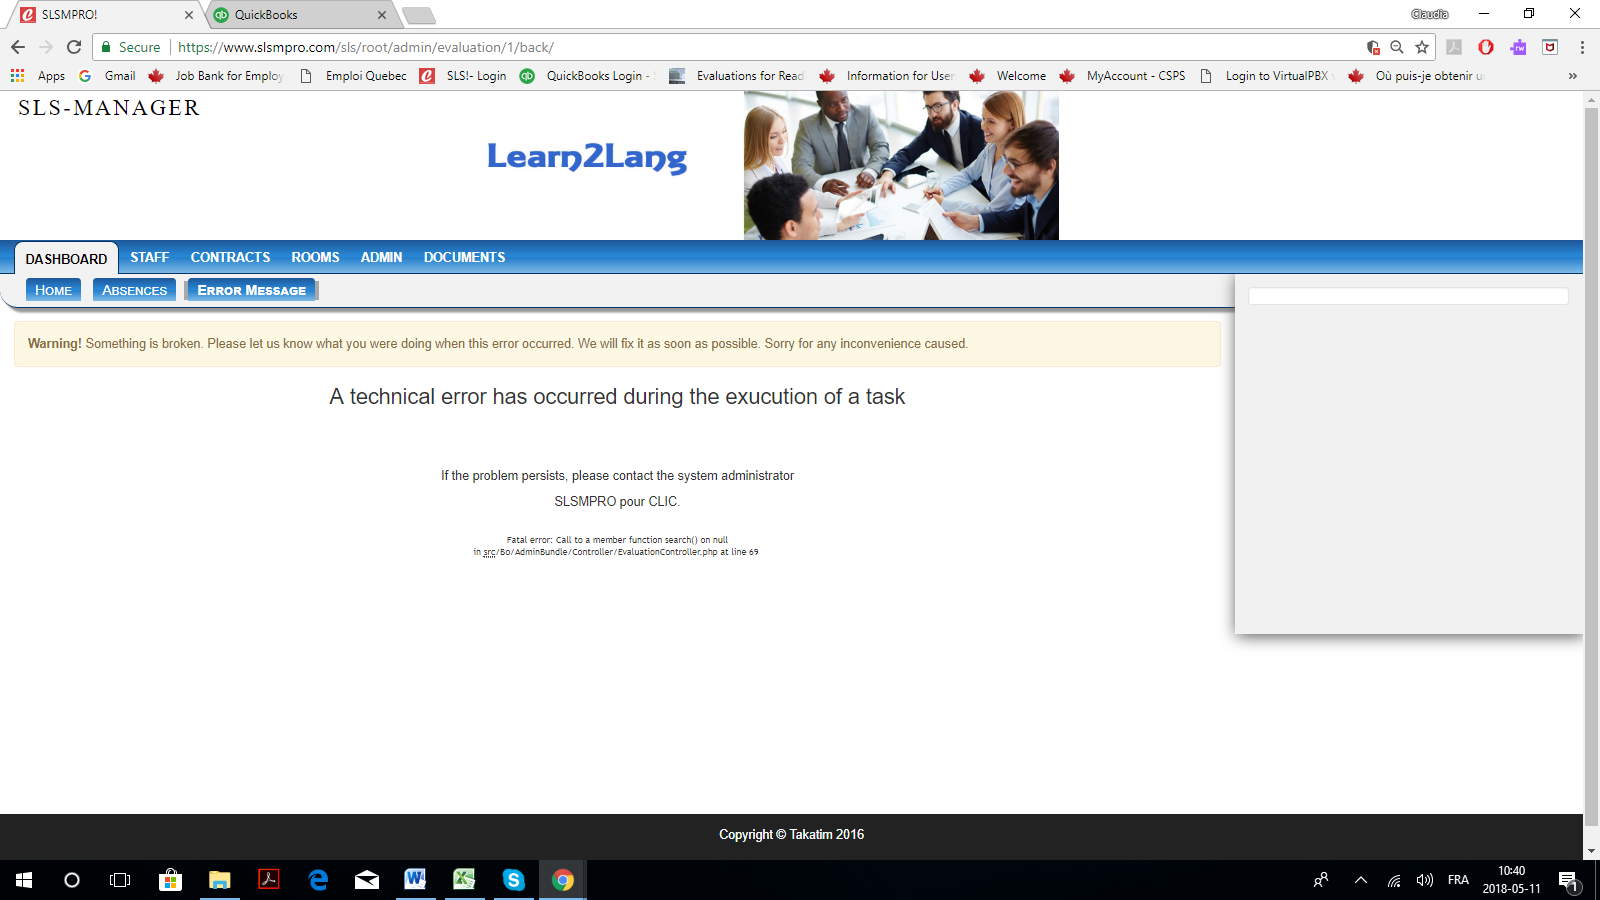 SLSMPRO!
QuickBooks
Claudia
Secure
https://www.slsmpro.com/sls/root/admin/evaluation/1/back/
Apps
Gmail
Job Bank for Employ
Emploi Quebec
SLS!- Login
QuickBooks Login -
Evaluations for Read
Information for User
Welcome
MyAccount - CSPS
Login to VirtualPBX
Où puis-je obtenir u
SLS-MANAGER
Learn2Lang
DASHBOARD
STAFF
CONTRACTS
ROOMS
ADMIN
DOCUMENTS
HOME
ABSENCES
ERROR MESSAGE
Warning! Something is broken. Please let us know what you were doing when this error occurred. We will fix it as soon as possible. Sorry for any inconvenience caused.
A technical error has occurred during the exucution of a task
If the problem persists, please contact the system administrator
SLSMPRO pour CLIC.
Fatal error: Call to a member function search() on null
in src/Bo/AdminBundle/Controller/EvaluationController.php at line 69
Copyright © Takatim 2016
FRA
10:40
2018-05-11
1